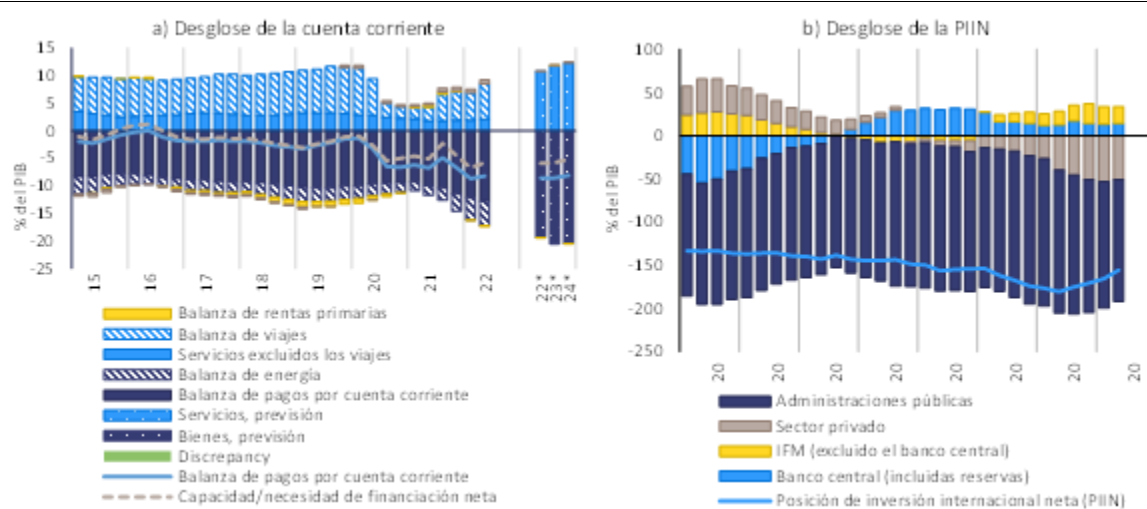 a) Desglose de la cuenta corriente
% del PIB
15
10
5
0
-5
-10
-15
-20
-25
15
16
17
18
19
20
21
22
22*
23*
24*
Balanza de rentas primarias
Balanza de viajes
Servicios excluidos los viajes
Balanza de energía
Balanza de pagos por cuenta corriente
Servicios, previsión
Bienes, previsión
Discrepancy
Balanza de pagos por cuenta corriente
Capacidad/necesidad de financiación neta
b) Desglose de la PIIN
% del PIB
100
50
0
-50
-100
-150
-200
-250
20
20
20
20
20
20
20
20
Administraciones públicas
Sector privado
IFM (excluido el banco central)
Banco central (incluidas reservas)
Posición de inversión internacional neta (PIIN)